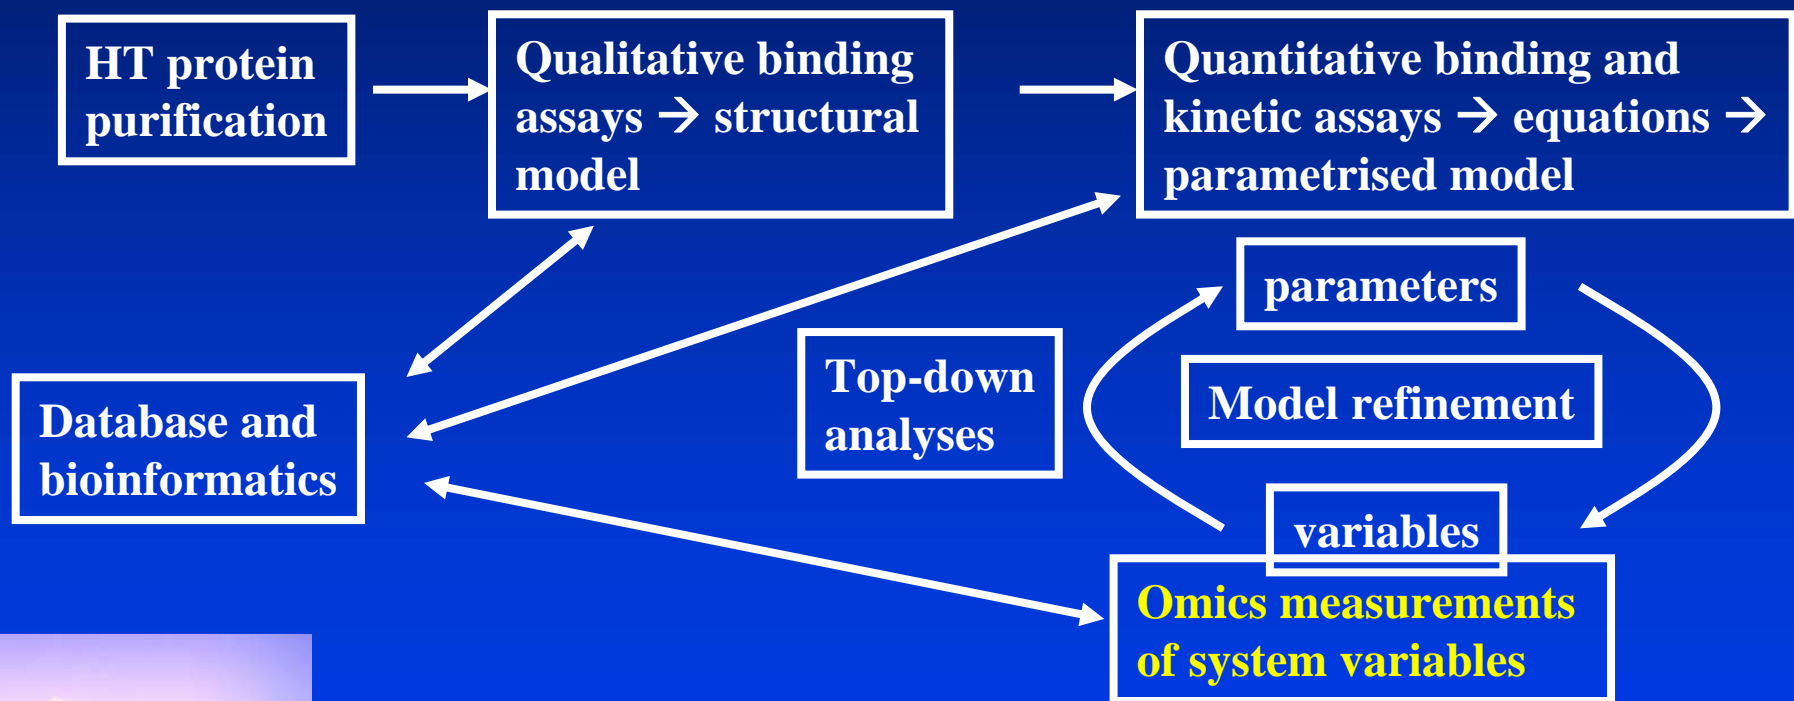 HT protein
purification
Qualitative binding
assays → structural
model
Quantitative binding and
kinetic assays → equations →
parametrised model
parameters
Top-down
analyses
Model refinement
Database and
bioinformatics
variables
Omics measurements
of system variables